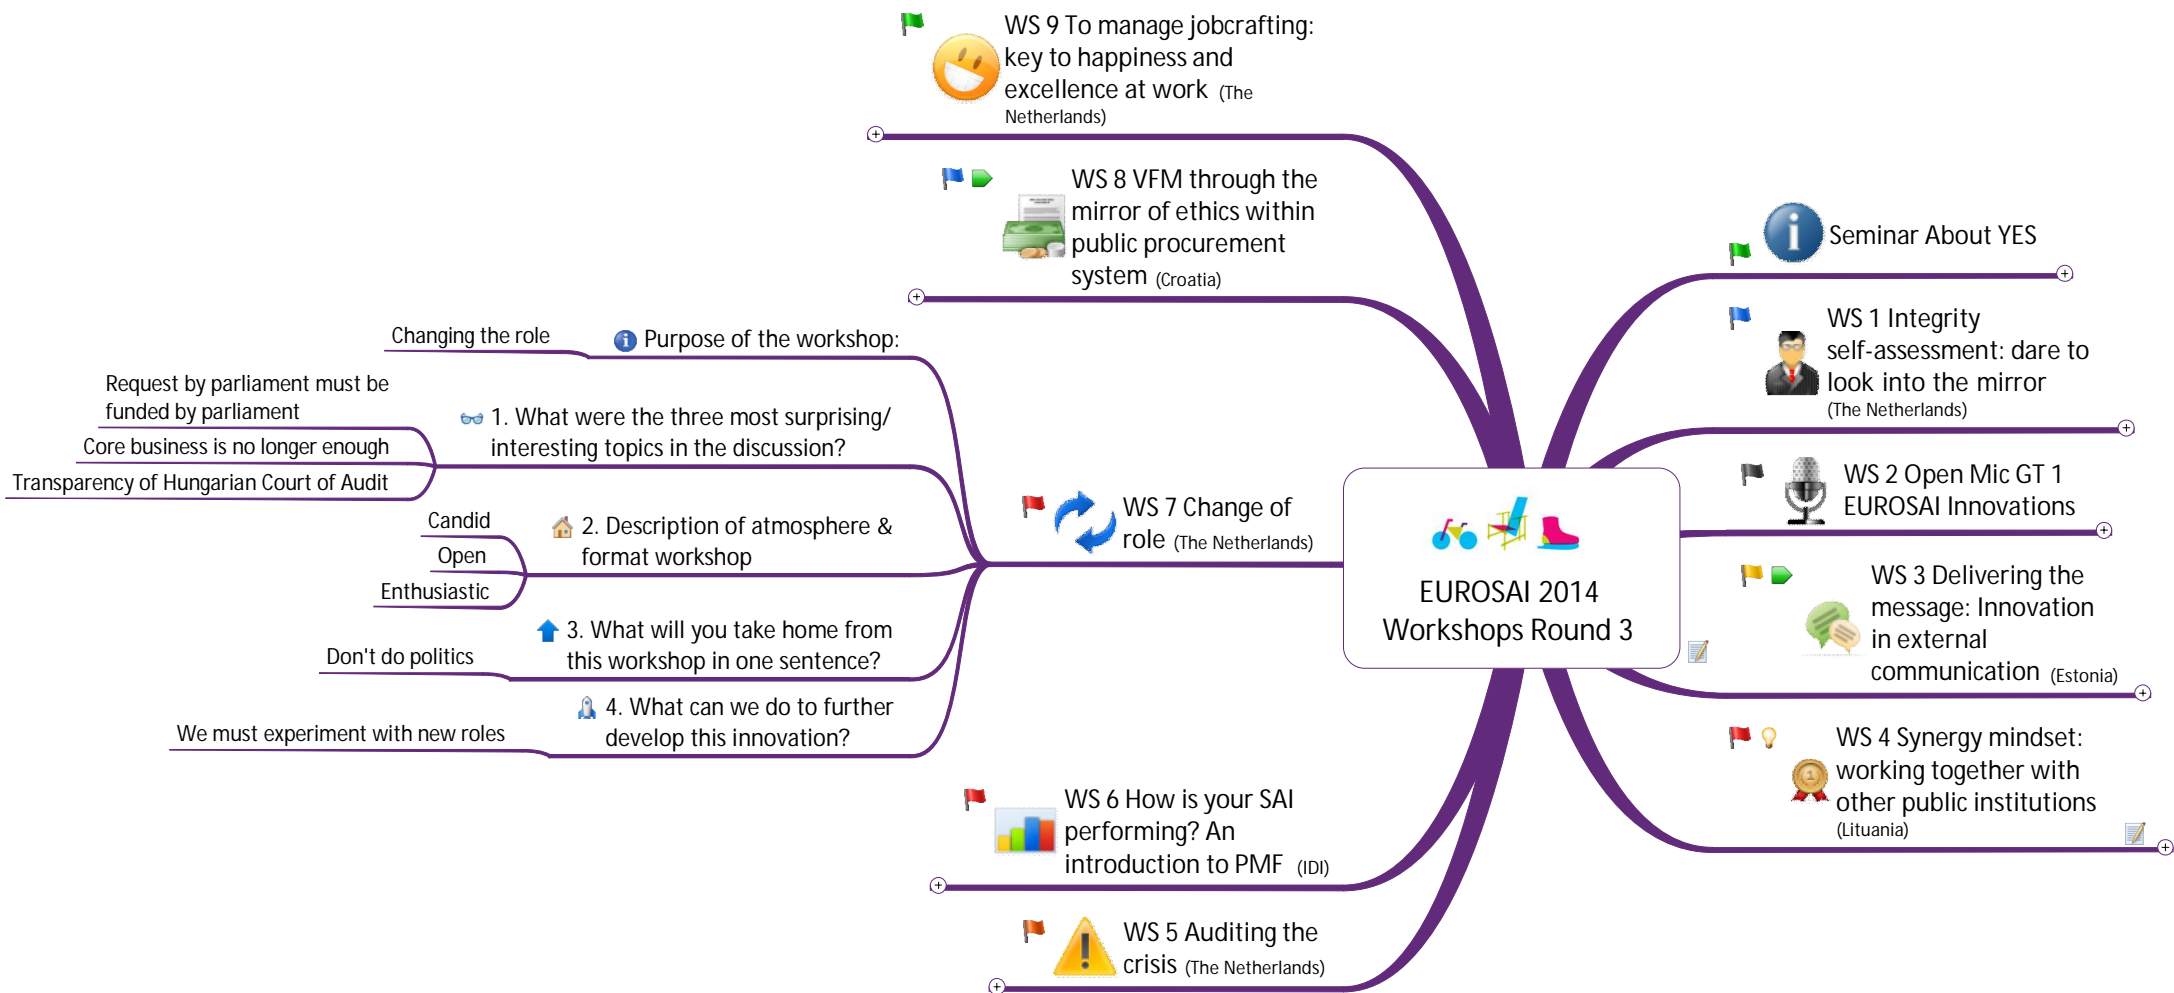 EUROSAI 2014
Workshops Round 3
Seminar About YES
WS 1 Integrity
self-assessment: dare to
look into the mirror
(The Netherlands)
WS 2 Open Mic GT 1
EUROSAI Innovations
WS 3 Delivering the
message: Innovation
in external
communication (Estonia)
WS 4 Synergy mindset:
working together with
other public institutions
(Lituania)
WS 5 Auditing the
crisis (The Netherlands)
WS 6 How is your SAI
performing? An
introduction to PMF (IDI)
WS 7 Change of
role (The Netherlands)
Purpose of the workshop:
Changing the role
1. What were the three most surprising/
interesting topics in the discussion?
Request by parliament must be
funded by parliament
Core business is no longer enough
Transparency of Hungarian Court of Audit
2. Description of atmosphere &
format workshop
Candid
Open
Enthusiastic
3. What will you take home from
this workshop in one sentence?
Don't do politics
4. What can we do to further
develop this innovation?
We must experiment with new roles
WS 8 VFM through the
mirror of ethics within
public procurement
system (Croatia)
WS 9 To manage jobcrafting:
key to happiness and
excellence at work (The
Netherlands)